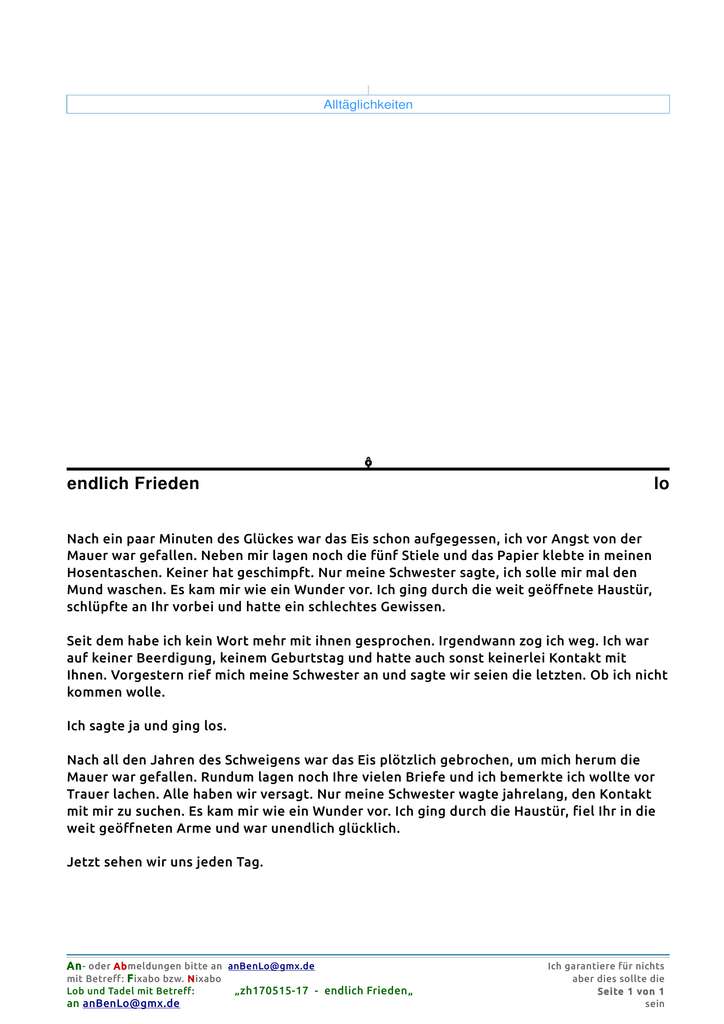 Alltäglichkeiten
endlich Frieden lo
Nach ein paar Minuten des Glückes war das Eis schon aufgegessen, ich vor Angst von der
Mauer war gefallen. Neben mir lagen noch die fünf Stiele und das Papier klebte in meinen
Hosentaschen. Keiner hat geschimpft. Nur meine Schwester sagte, ich solle mir mal den
Mund waschen. Es kam mir wie ein Wunder vor. Ich ging durch die weit geöffnete Haustür,
schlüpfte an Ihr vorbei und hatte ein schlechtes Gewissen.
Seit dem habe ich kein Wort mehr mit ihnen gesprochen. Irgendwann zog ich weg. Ich war
auf keiner Beerdigung, keinem Geburtstag und hatte auch sonst keinerlei Kontakt mit
Ihnen. Vorgestern rief mich meine Schwester an und sagte wir seien die letzten. Ob ich nicht
kommen wolle.
Ich sagte ja und ging los.
Nach all den Jahren des Schweigens war das Eis plötzlich gebrochen, um mich herum die
Mauer war gefallen. Rundum lagen noch Ihre vielen Briefe und ich bemerkte ich wollte vor
Trauer lachen. Alle haben wir versagt. Nur meine Schwester wagte jahrelang, den Kontakt
mit mir zu suchen. Es kam mir wie ein Wunder vor. Ich ging durch die Haustür, fiel Ihr in die
weit geöffneten Arme und war unendlich glücklich.
Jetzt sehen wir uns jeden Tag.
An- oder Abmeldungen bitte an anBenLo@gmx.de
mit Betreff: Fixabo bzw. Nixabo
Lob und Tadel mit Betreff: „zh170515-17 - endlich Frieden„
an anBenLo@gmx.de
Ich garantiere für nichts
aber dies sollte die
Seite 1 von 1
sein